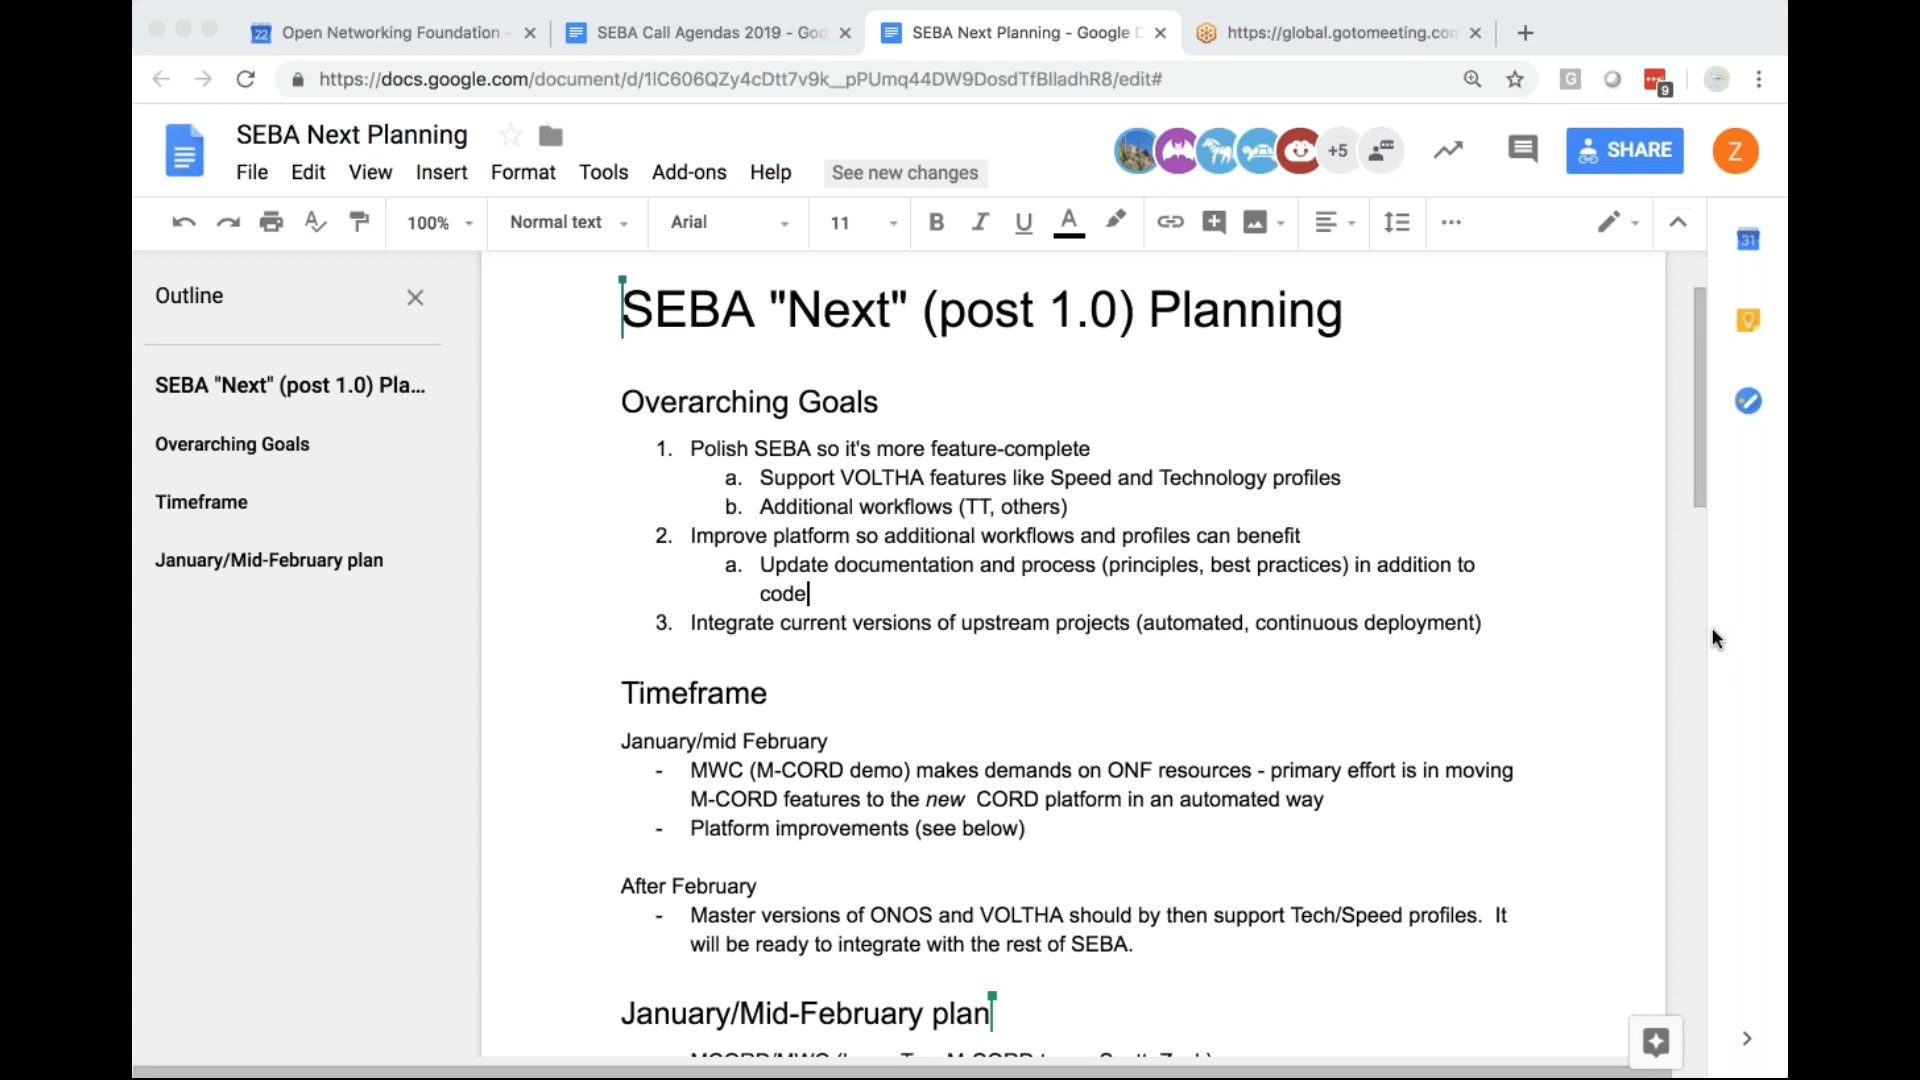 22 Open Networking Foundation -
SEBA Call Agendas 2019 - Goo
SEBA Next Planning - Google D
https://global.gotomeeting.com
https://docs.google.com/document/d/1lC606QZy4cDtt7v9k__pPUmq44DW9DosdTfBlladhR8/edit#
G
9
SEBA Next Planning
+5
SHARE
Z
File Edit View Insert Format Tools Add-ons Help See new changes
100% Normal text Arial 11 B I U A
31
Outline
SEBA "Next" (post 1.0) Pla...
Overarching Goals
Timeframe
January/Mid-February plan
SEBA "Next" (post 1.0) Planning
Overarching Goals
1. Polish SEBA so it's more feature-complete
a. Support VOLTHA features like Speed and Technology profiles
b. Additional workflows (TT, others)
2. Improve platform so additional workflows and profiles can benefit
a. Update documentation and process (principles, best practices) in addition to
code
3. Integrate current versions of upstream projects (automated, continuous deployment)
Timeframe
January/mid February
- MWC (M-CORD demo) makes demands on ONF resources - primary effort is in moving
M-CORD features to the new CORD platform in an automated way
- Platform improvements (see below)
After February
- Master versions of ONOS and VOLTHA should by then support Tech/Speed profiles. It
will be ready to integrate with the rest of SEBA.
January/Mid-February plan